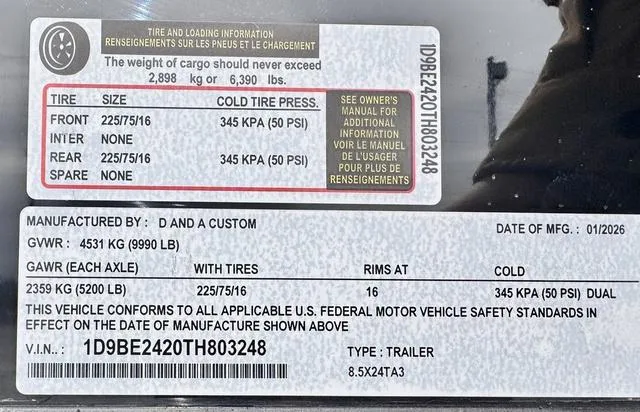 TIRE AND LOADING INFORMATION
RENSEIGNEMENTS SUR LES PNEUS ET LE CHARGEMENT
The weight of cargo should never exceed
2,898 kg or 6,390 lbs.
TIRE SIZE COLD TIRE PRESS.
FRONT 225/75/16 345 KPA (50 PSI)
INTER NONE
REAR 225/75/16 345 KPA (50 PSI)
SPARE NONE
SEE OWNER'S
MANUAL FOR
ADDITIONAL
INFORMATION
VOIR LE MANUEL
DE L'USAGER
POUR PLUS DE
RENSEIGNEMENTS
1D9BE2420TH803248
MANUFACTURED BY : D AND A CUSTOM
DATE OF MFG. : 01/2026
GVWR : 4531 KG (9990 LB)
GAWR (EACH AXLE) WITH TIRES RIMS AT COLD
2359 KG (5200 LB) 225/75/16 16 345 KPA (50 PSI) DUAL
THIS VEHICLE CONFORMS TO ALL APPLICABLE U.S. FEDERAL MOTOR VEHICLE SAFETY STANDARDS IN
EFFECT ON THE DATE OF MANUFACTURE SHOWN ABOVE
V.I.N.. : 1D9BE2420TH803248 TYPE : TRAILER
8.5X24TA3